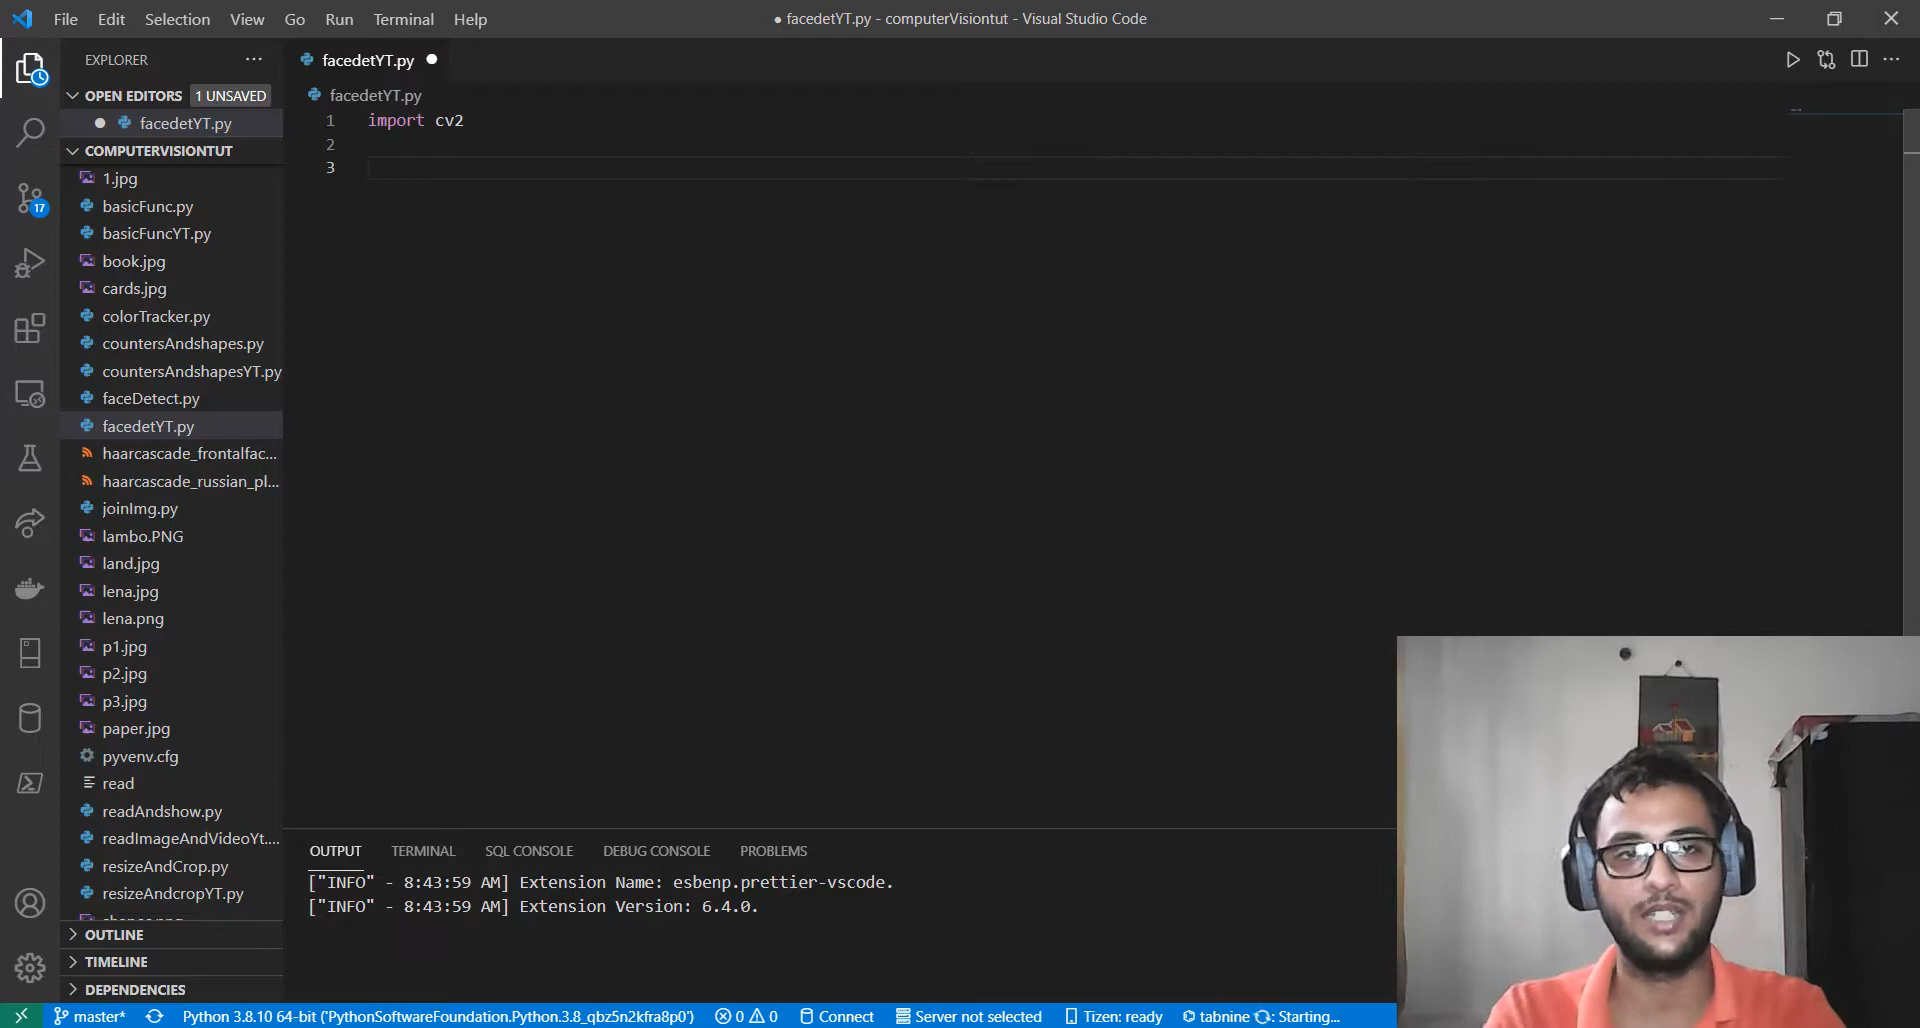 File Edit Selection View Go Run Terminal Help
● facedetYT.py - computerVisiontut - Visual Studio Code
EXPLORER
OPEN EDITORS 1 UNSAVED
facedetYT.py
COMPUTERVISIONTUT
1.jpg
basicFunc.py
basicFuncYT.py
book.jpg
cards.jpg
colorTracker.py
countersAndshapes.py
countersAndshapesYT.py
faceDetect.py
facedetYT.py
haarcascade_frontalfac...
haarcascade_russian_pl...
joinImg.py
lambo.PNG
land.jpg
lena.jpg
lena.png
p1.jpg
p2.jpg
p3.jpg
paper.jpg
pyvenv.cfg
read
readAndshow.py
readImageAndVideoYt....
resizeAndCrop.py
resizeAndcropYT.py
OUTLINE
TIMELINE
DEPENDENCIES
17
facedetYT.py
facedetYT.py
1 import cv2
2
3
OUTPUT TERMINAL SQL CONSOLE DEBUG CONSOLE PROBLEMS
["INFO" - 8:43:59 AM] Extension Name: esbenp.prettier-vscode.
["INFO" - 8:43:59 AM] Extension Version: 6.4.0.
master* Python 3.8.10 64-bit ('PythonSoftwareFoundation.Python.3.8_qbz5n2kfra8p0') 0 0 Connect Server not selected Tizen: ready tabnine : Starting...